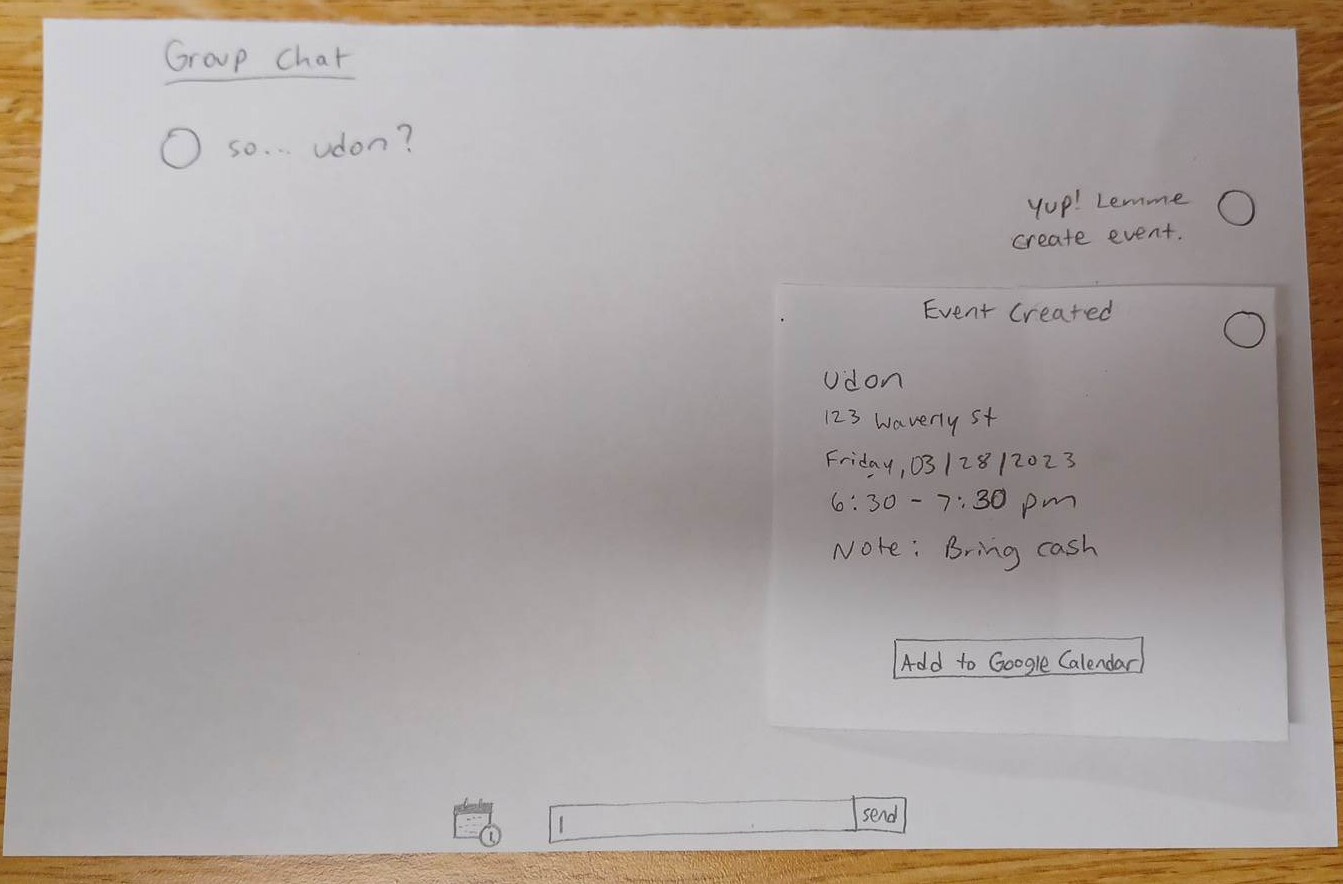 Group Chat
so... udon?
Yup! Lemme
create event.
Event Created
Udon
123 Waverly St
Friday, 03/28/2023
6:30 - 7:30 pm
Note: Bring cash
Add to Google Calendar
send